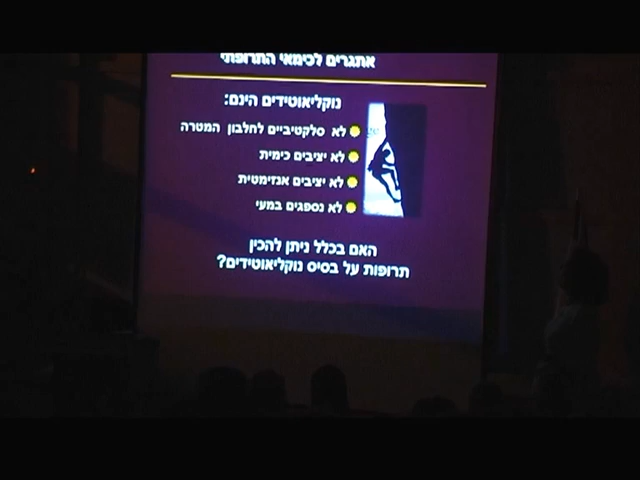 אתגרים לכימאי התרופתי
נוקליאוטידים הינם:
לא סלקטיביים לחלבון המטרה
לא יציבים כימית
לא יציבים אנזימטית
לא נספגים במעי
האם בכלל ניתן להכין
תרופות על בסיס נוקליאוטידים?